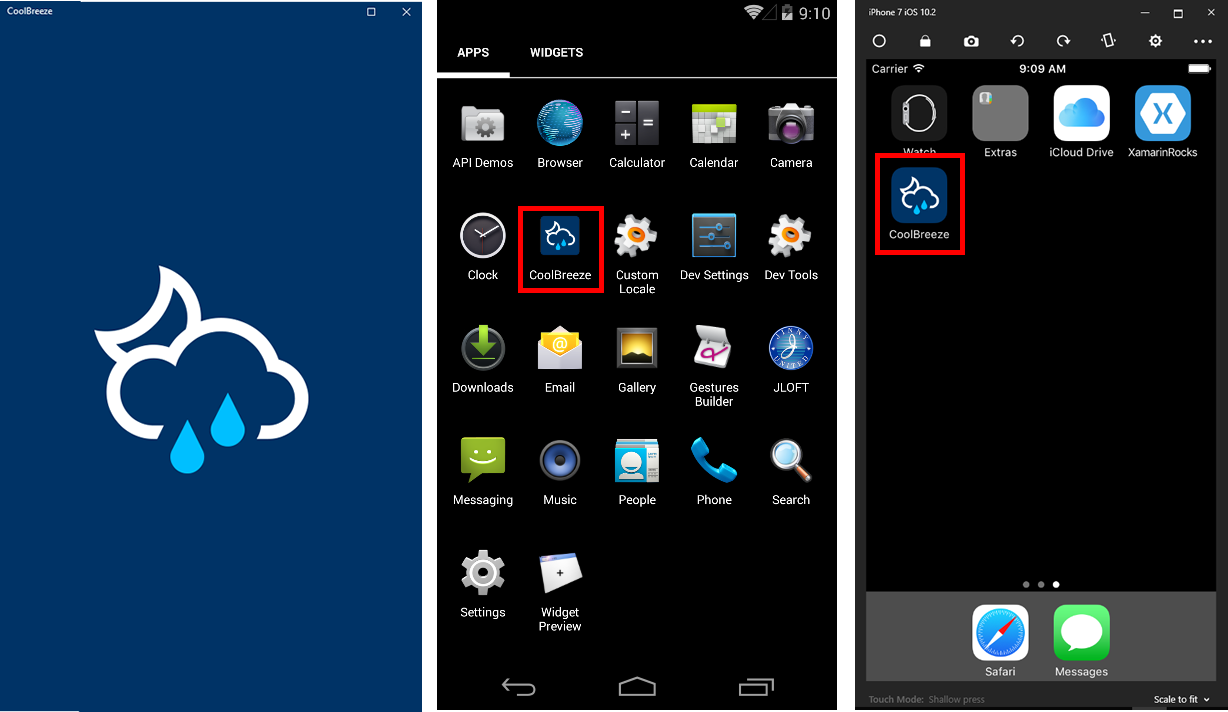 CoolBreeze
9:10
APPS WIDGETS
API Demos Browser Calculator Calendar Camera
Clock CoolBreeze Custom Locale Dev Settings Dev Tools
Downloads Email Gallery Gestures Builder JLOFT
Messaging Music People Phone Search
Settings Widget Preview
iPhone 7 iOS 10.2
Carrier 9:09 AM
Watch Extras iCloud Drive XamarinRocks
CoolBreeze
Safari Messages
Touch Mode: Shallow press Scale to fit